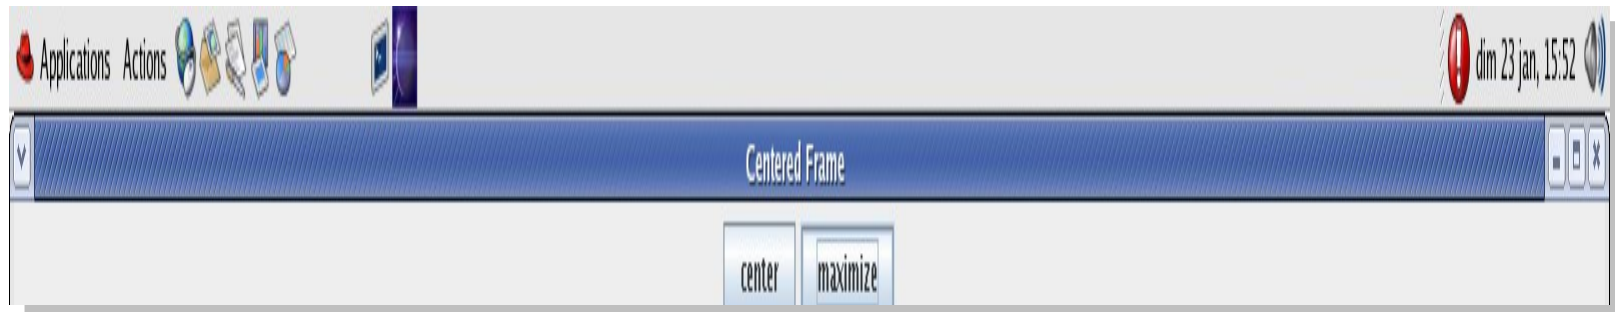 Applications Actions dim 23 jan, 15:52
Centered Frame
center maximize